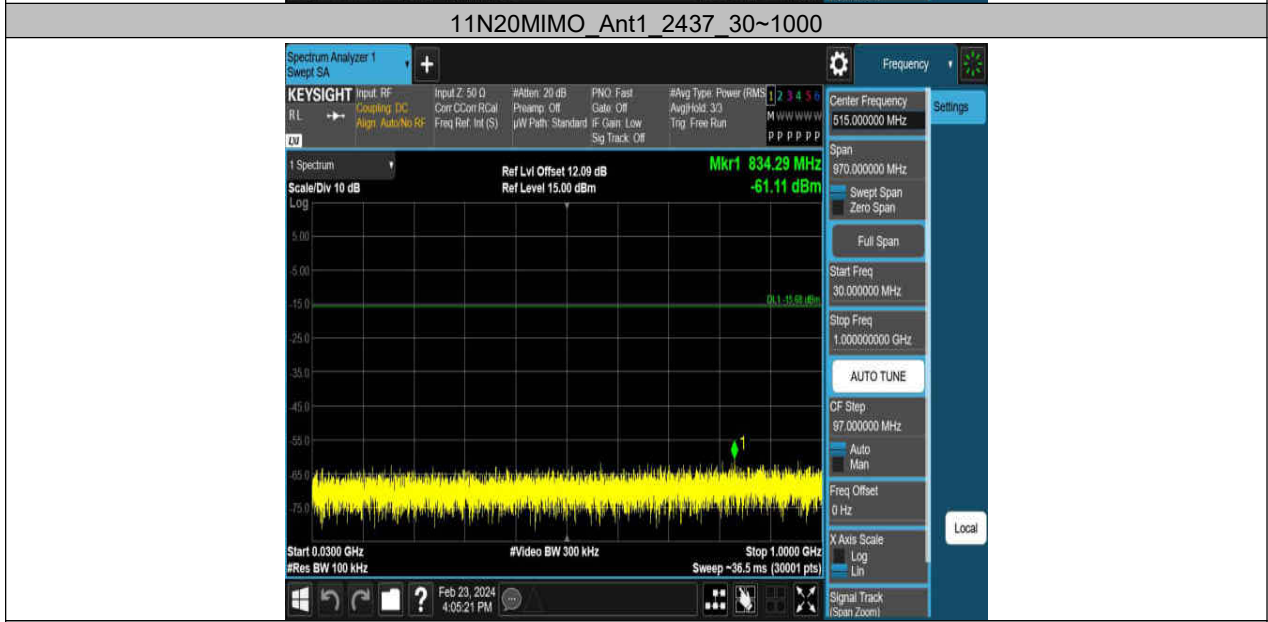 11N20MIMO_Ant1_2437_30~1000
Spectrum Analyzer 1
Swept SA
+
Frequency
KEYSIGHT
RL
Input: RF
Coupling: DC
Align: Auto/No RF
Input Z: 50 Ω
Corr CCorr RCal
Freq Ref: Int (S)
#Atten: 20 dB
Preamp: Off
µW Path: Standard
PNO: Fast
Gate: Off
IF Gain: Low
Sig Track: Off
#Avg Type: Power (RMS
Avg|Hold: 3/3
Trig: Free Run
1 2 3 4 5 6
M W W W W W
P P P P P P
LXI
1 Spectrum
Scale/Div 10 dB
Log
Ref Lvl Offset 12.09 dB
Ref Level 15.00 dBm
Mkr1 834.29 MHz
-61.11 dBm
5.00
-5.00
-15.0
DL1 -15.68 dBm
-25.0
-35.0
-45.0
-55.0
1
-65.0
-75.0
Start 0.0300 GHz
#Video BW 300 kHz
Stop 1.0000 GHz
#Res BW 100 kHz
Sweep ~36.5 ms (30001 pts)
?
Feb 23, 2024
4:05:21 PM
Center Frequency
515.000000 MHz
Settings
Span
970.000000 MHz
Swept Span
Zero Span
Full Span
Start Freq
30.000000 MHz
Stop Freq
1.000000000 GHz
AUTO TUNE
CF Step
97.000000 MHz
Auto
Man
Freq Offset
0 Hz
X Axis Scale
Log
Lin
Local
Signal Track
(Span Zoom)